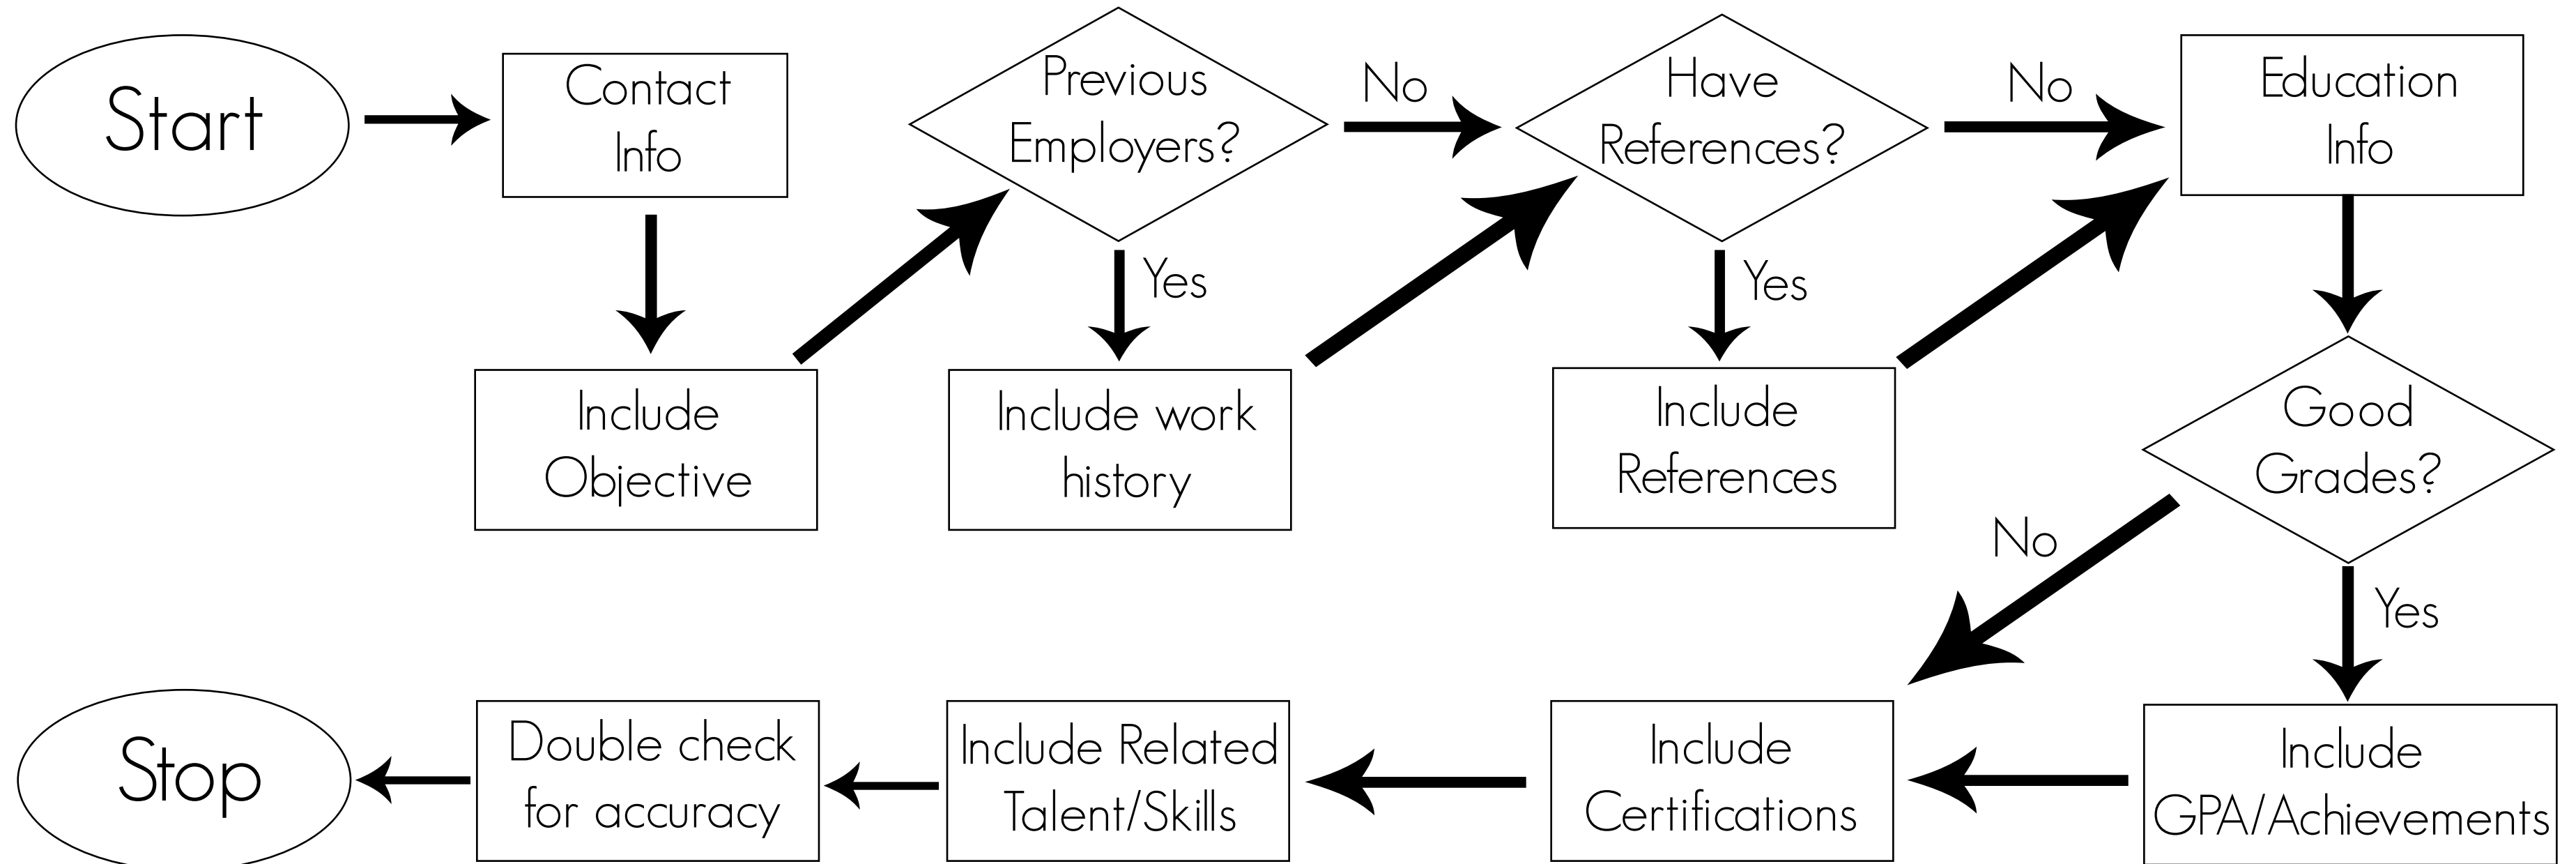 Start
Contact
Info
Include
Objective
Previous
Employers?
No
Yes
Include work
history
Have
References?
No
Yes
Include
References
Education
Info
Good
Grades?
No
Yes
Include
GPA/Achievements
Include
Certifications
Include Related
Talent/Skills
Double check
for accuracy
Stop